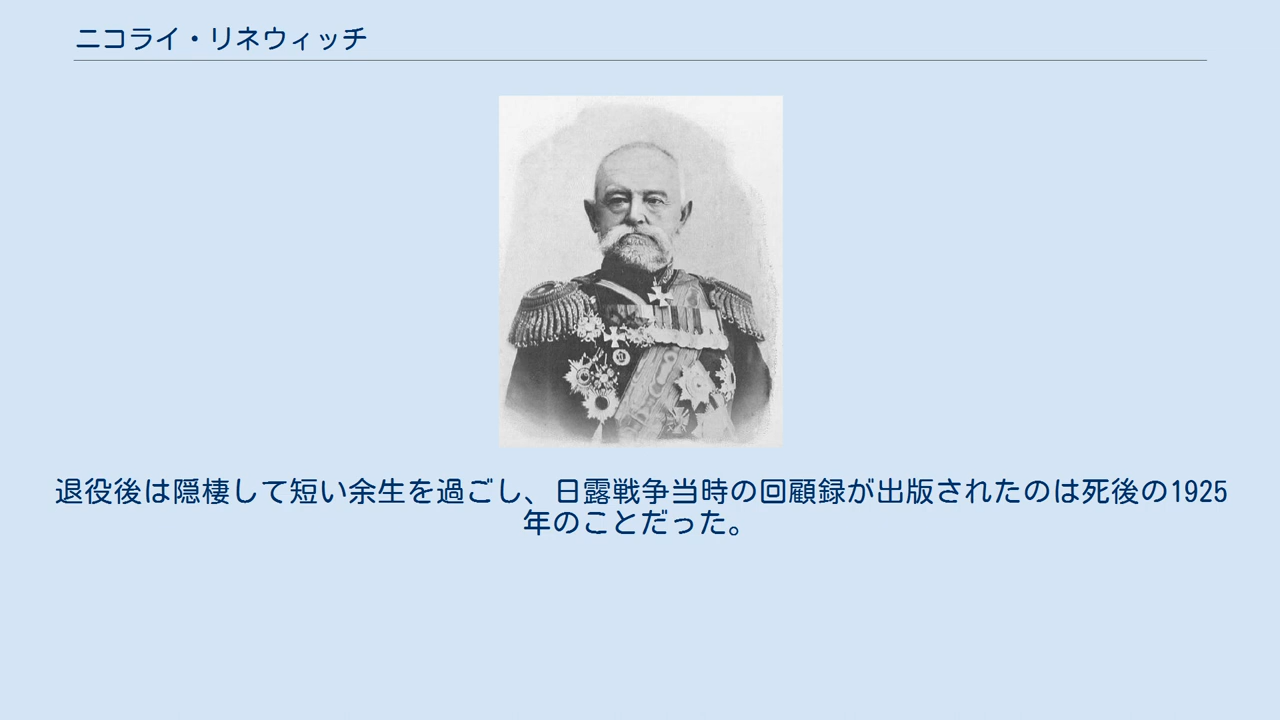 ニコライ・リネウィッチ
退役後は隠棲して短い余生を過ごし、日露戦争当時の回顧録が出版されたのは死後の1925
年のことだった。